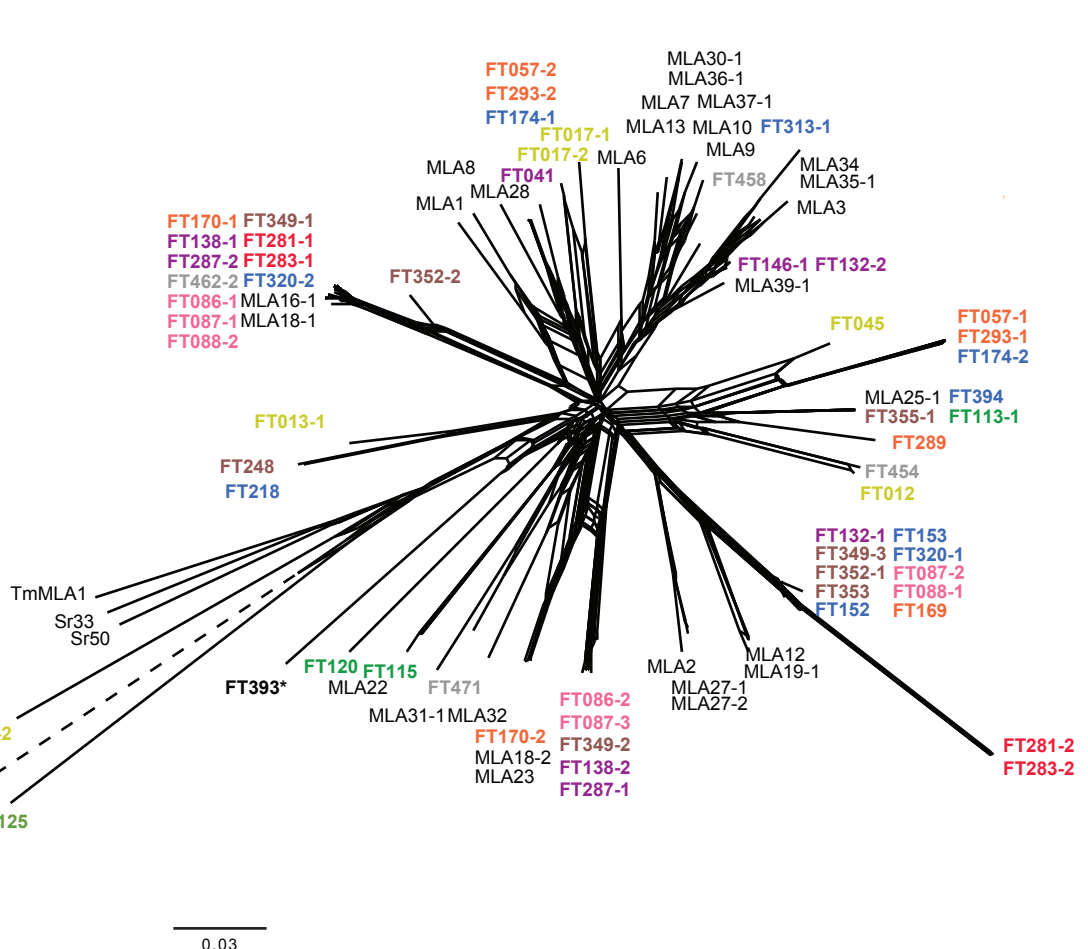 MLA30-1
MLA36-1
MLA7 MLA37-1
MLA13 MLA10 FT313-1
MLA9
FT458
MLA34
MLA35-1
MLA3
FT057-2
FT293-2
FT174-1
FT017-1
FT017-2
MLA6
FT041
MLA8
MLA28
MLA1
FT170-1 FT349-1
FT138-1 FT281-1
FT287-2 FT283-1
FT462-2 FT320-2
FT086-1 MLA16-1
FT087-1 MLA18-1
FT088-2
FT352-2
FT146-1 FT132-2
MLA39-1
FT045
FT057-1
FT293-1
FT174-2
MLA25-1 FT394
FT355-1 FT113-1
FT289
FT454
FT012
FT013-1
FT248
FT218
FT132-1 FT153
FT349-3 FT320-1
FT352-1 FT087-2
FT353 FT088-1
FT152 FT169
TmMLA1
Sr33
Sr50
-2
125
FT393*
FT120 FT115
MLA22
FT471
MLA31-1 MLA32
FT170-2
MLA18-2
MLA23
FT086-2
FT087-3
FT349-2
FT138-2
FT287-1
MLA2
MLA27-1
MLA27-2
MLA12
MLA19-1
FT281-2
FT283-2
0.03